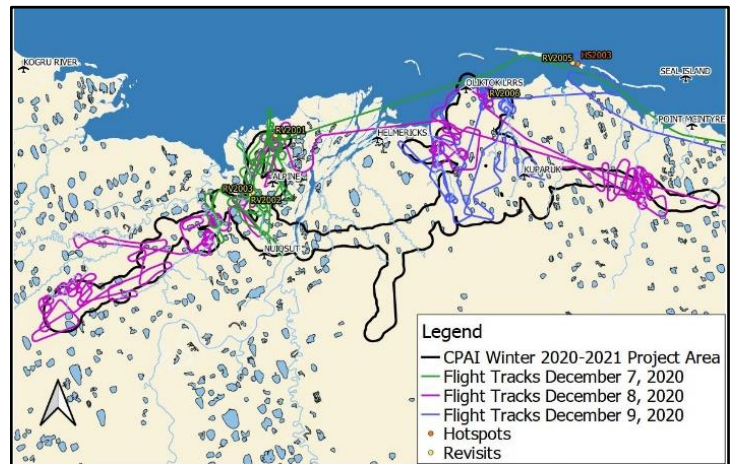 KOGRU RIVER
RV2005
HS2003
SEAL ISLAND
OLIKTOK LRRS
RV2006
POINT MCINTYRE
RV2001
HELMERICKS
ALPINE
KUPARUK
RV2003
RV2002
NUIQSUT
Legend
CPAI Winter 2020-2021 Project Area
Flight Tracks December 7, 2020
Flight Tracks December 8, 2020
Flight Tracks December 9, 2020
Hotspots
Revisits